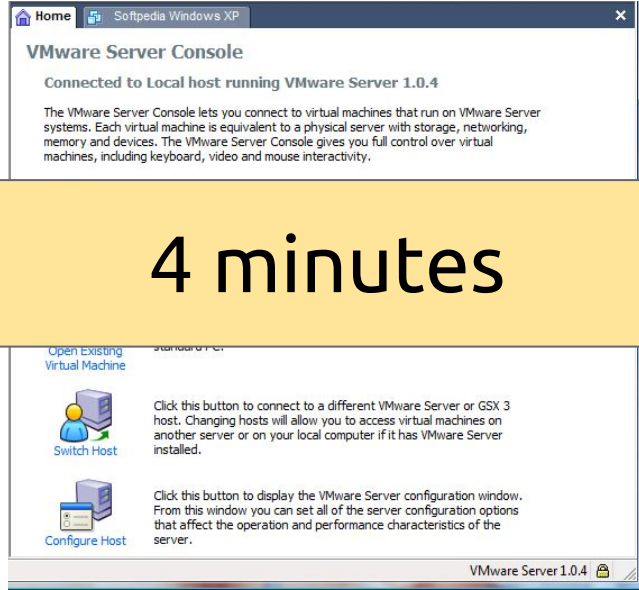 Home Softpedia Windows XP
VMware Server Console
Connected to Local host running VMware Server 1.0.4
The VMware Server Console lets you connect to virtual machines that run on VMware Server
systems. Each virtual machine is equivalent to a physical server with storage, networking,
memory and devices. The VMware Server Console gives you full control over virtual
machines, including keyboard, video and mouse interactivity.
4 minutes
Open Existing
Virtual Machine
standard PC.
Switch Host
Click this button to connect to a different VMware Server or GSX 3
host. Changing hosts will allow you to access virtual machines on
another server or on your local computer if it has VMware Server
installed.
Configure Host
Click this button to display the VMware Server configuration window.
From this window you can set all of the server configuration options
that affect the operation and performance characteristics of the
server.
VMware Server 1.0.4